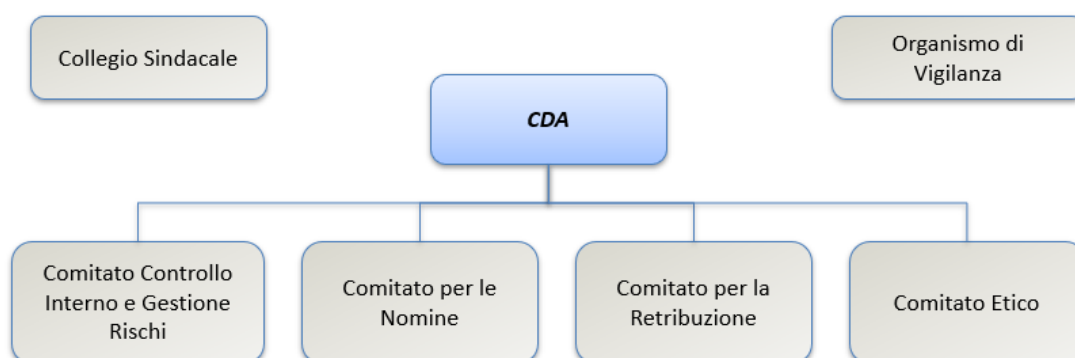 Collegio Sindacale
Organismo di
Vigilanza
CDA
Comitato Controllo
Interno e Gestione
Rischi
Comitato per le
Nomine
Comitato per la
Retribuzione
Comitato Etico